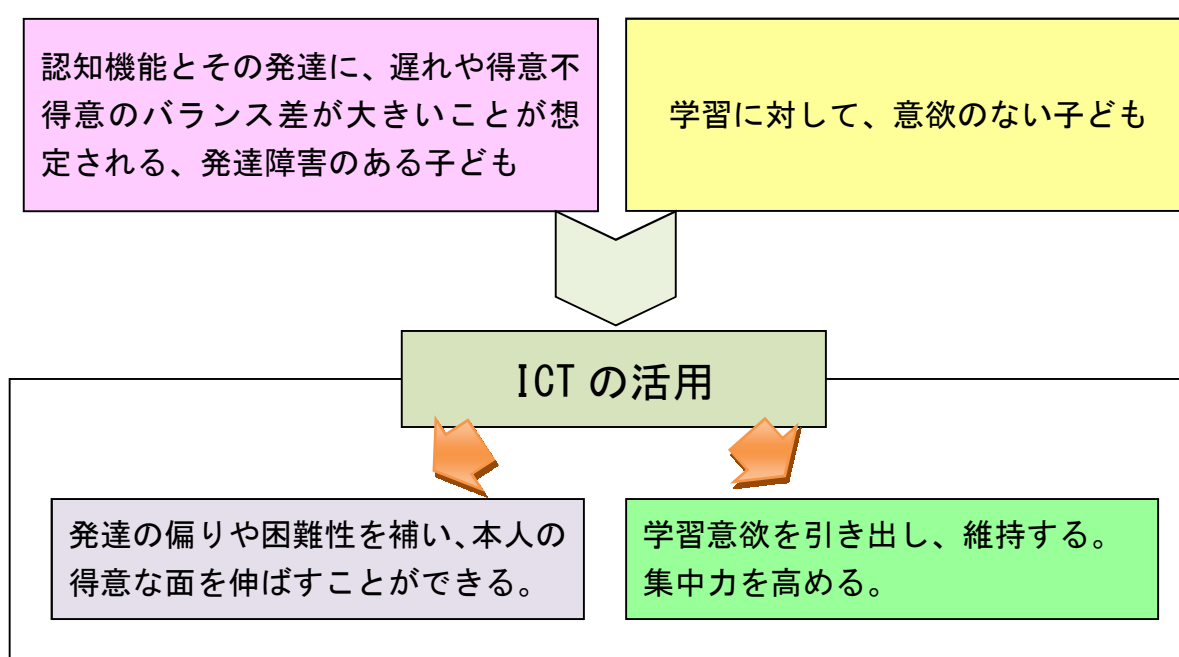 認知機能とその発達に、遅れや得意不
得意のバランス差が大きいことが想
定される、発達障害のある子ども
学習に対して、意欲のない子ども
ICT の活用
発達の偏りや困難性を補い、本人の
得意な面を伸ばすことができる。
学習意欲を引き出し、維持する。
集中力を高める。